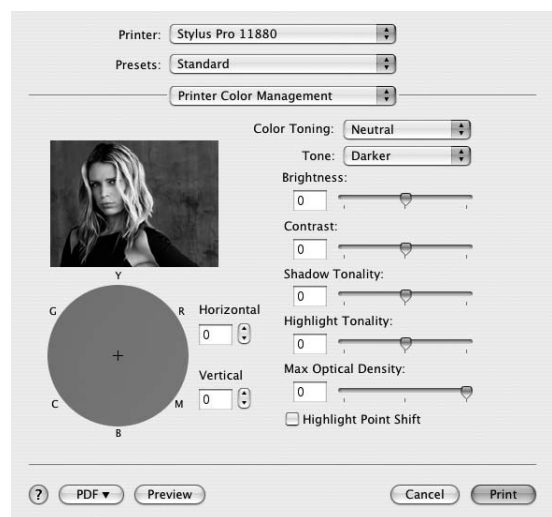 Printer: Stylus Pro 11880
Presets: Standard
Printer Color Management
Color Toning: Neutral
Tone: Darker
Brightness:
0
Contrast:
0
Shadow Tonality:
0
Highlight Tonality:
0
Max Optical Density:
0
Highlight Point Shift
Y
G R
C M
B
Horizontal
0
Vertical
0
? PDF▼ Preview Cancel Print